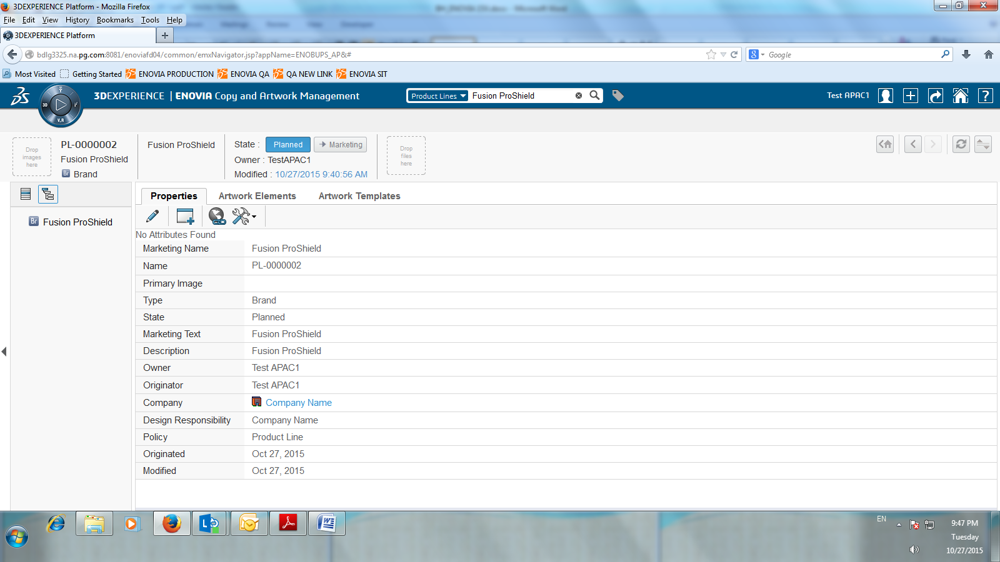 3DEXPERIENCE Platform - Mozilla Firefox
File Edit View History Bookmarks Tools Help
3DEXPERIENCE Platform
bdlg3325.na.pg.com:8081/enoviafd04/common/emxNavigator.jsp?appName=ENOBUPS_AP&#
Google
Most Visited Getting Started ENOVIA PRODUCTION ENOVIA QA QA NEW LINK ENOVIA SIT
3DEXPERIENCE | ENOVIA Copy and Artwork Management
Product Lines Fusion ProShield
Test APAC1
3D
V.R
Drop images here
PL-0000002
Fusion ProShield
Br Brand
Fusion ProShield
State : Planned Marketing
Owner : TestAPAC1
Modified : 10/27/2015 9:40:56 AM
Drop files here
Br Fusion ProShield
Properties Artwork Elements Artwork Templates
No Attributes Found
Marketing Name Fusion ProShield
Name PL-0000002
Primary Image
Type Brand
State Planned
Marketing Text Fusion ProShield
Description Fusion ProShield
Owner Test APAC1
Originator Test APAC1
Company Company Name
Design Responsibility Company Name
Policy Product Line
Originated Oct 27, 2015
Modified Oct 27, 2015
EN
9:47 PM
Tuesday
10/27/2015